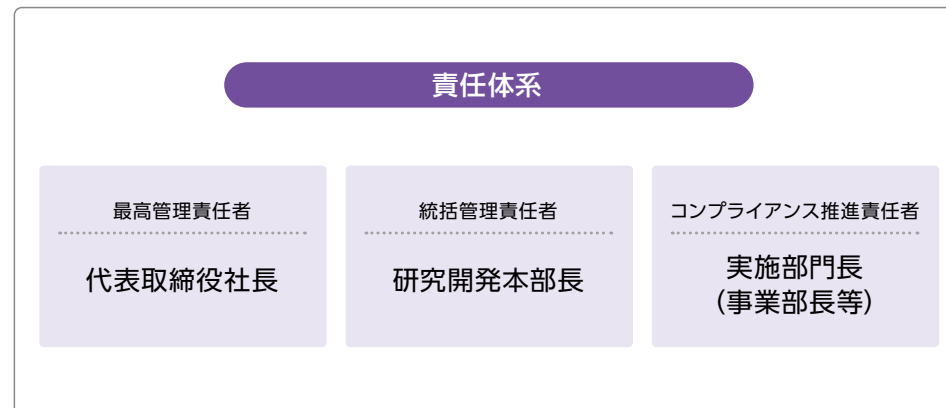 責任体系
最高管理責任者
代表取締役社長
統括管理責任者
研究開発本部長
コンプライアンス推進責任者
実施部門長
（事業部長等）